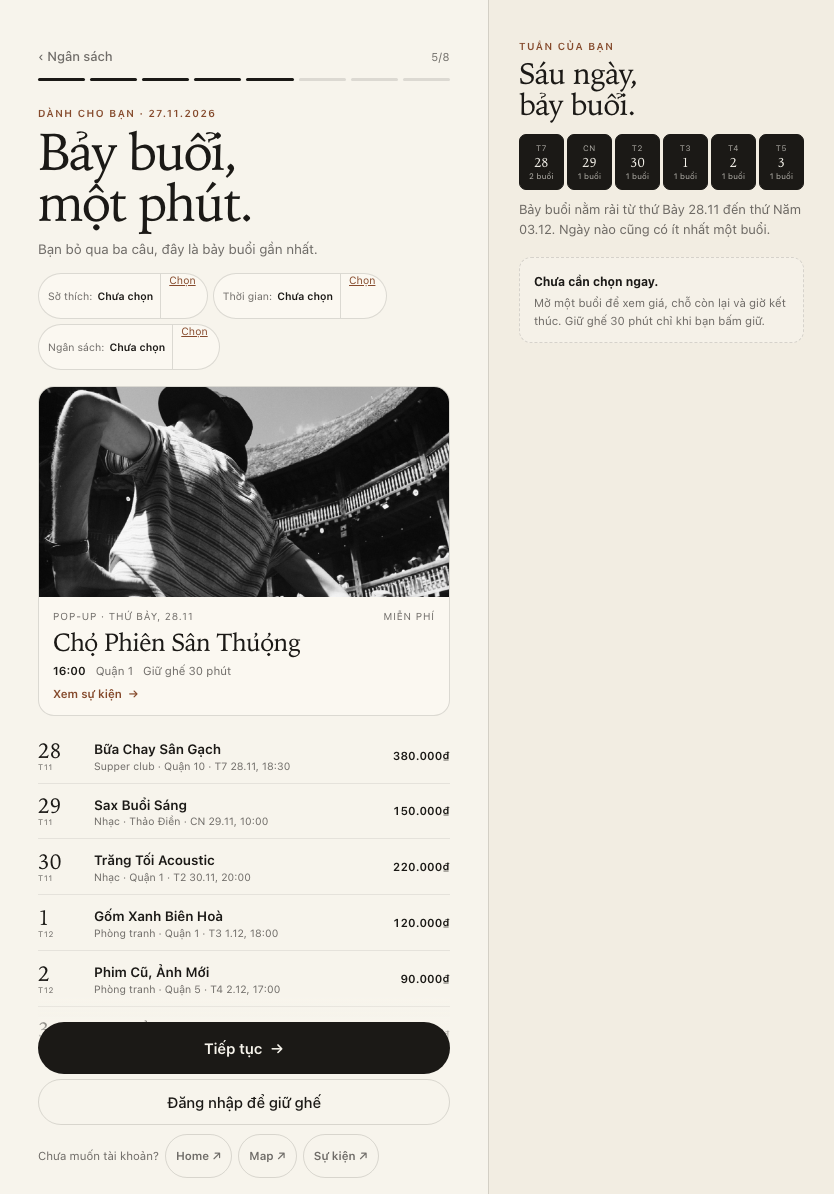 ‹ Ngân sách
5/8
DÀNH CHO BẠN · 27.11.2026
Bảy buổi,
một phút.
Bạn bỏ qua ba câu, đây là bảy buổi gần nhất.
Sở thích: Chưa chọn
Chọn
Thời gian: Chưa chọn
Chọn
Ngân sách: Chưa chọn
Chọn
POP-UP · THỨ BẢY, 28.11
MIỄN PHÍ
Chợ Phiên Sân Thượng
16:00 Quận 1 Giữ ghế 30 phút
Xem sự kiện →
28
T11
Bữa Chay Sân Gạch
Supper club · Quận 10 · T7 28.11, 18:30
380.000₫
29
T11
Sax Buổi Sáng
Nhạc · Thảo Điền · CN 29.11, 10:00
150.000₫
30
T11
Trăng Tối Acoustic
Nhạc · Quận 1 · T2 30.11, 20:00
220.000₫
1
T12
Gốm Xanh Biên Hoà
Phòng tranh · Quận 1 · T3 1.12, 18:00
120.000₫
2
T12
Phim Cũ, Ảnh Mới
Phòng tranh · Quận 5 · T4 2.12, 17:00
90.000₫
Tiếp tục →
Đăng nhập để giữ ghế
Chưa muốn tài khoản?
Home ↗
Map ↗
Sự kiện ↗
TUẦN CỦA BẠN
Sáu ngày,
bảy buổi.
T7
28
2 buổi
CN
29
1 buổi
T2
30
1 buổi
T3
1
1 buổi
T4
2
1 buổi
T5
3
1 buổi
Bảy buổi nằm rải từ thứ Bảy 28.11 đến thứ Năm
03.12. Ngày nào cũng có ít nhất một buổi.
Chưa cần chọn ngay.
Mở một buổi để xem giá, chỗ còn lại và giờ kết
thúc. Giữ ghế 30 phút chỉ khi bạn bấm giữ.